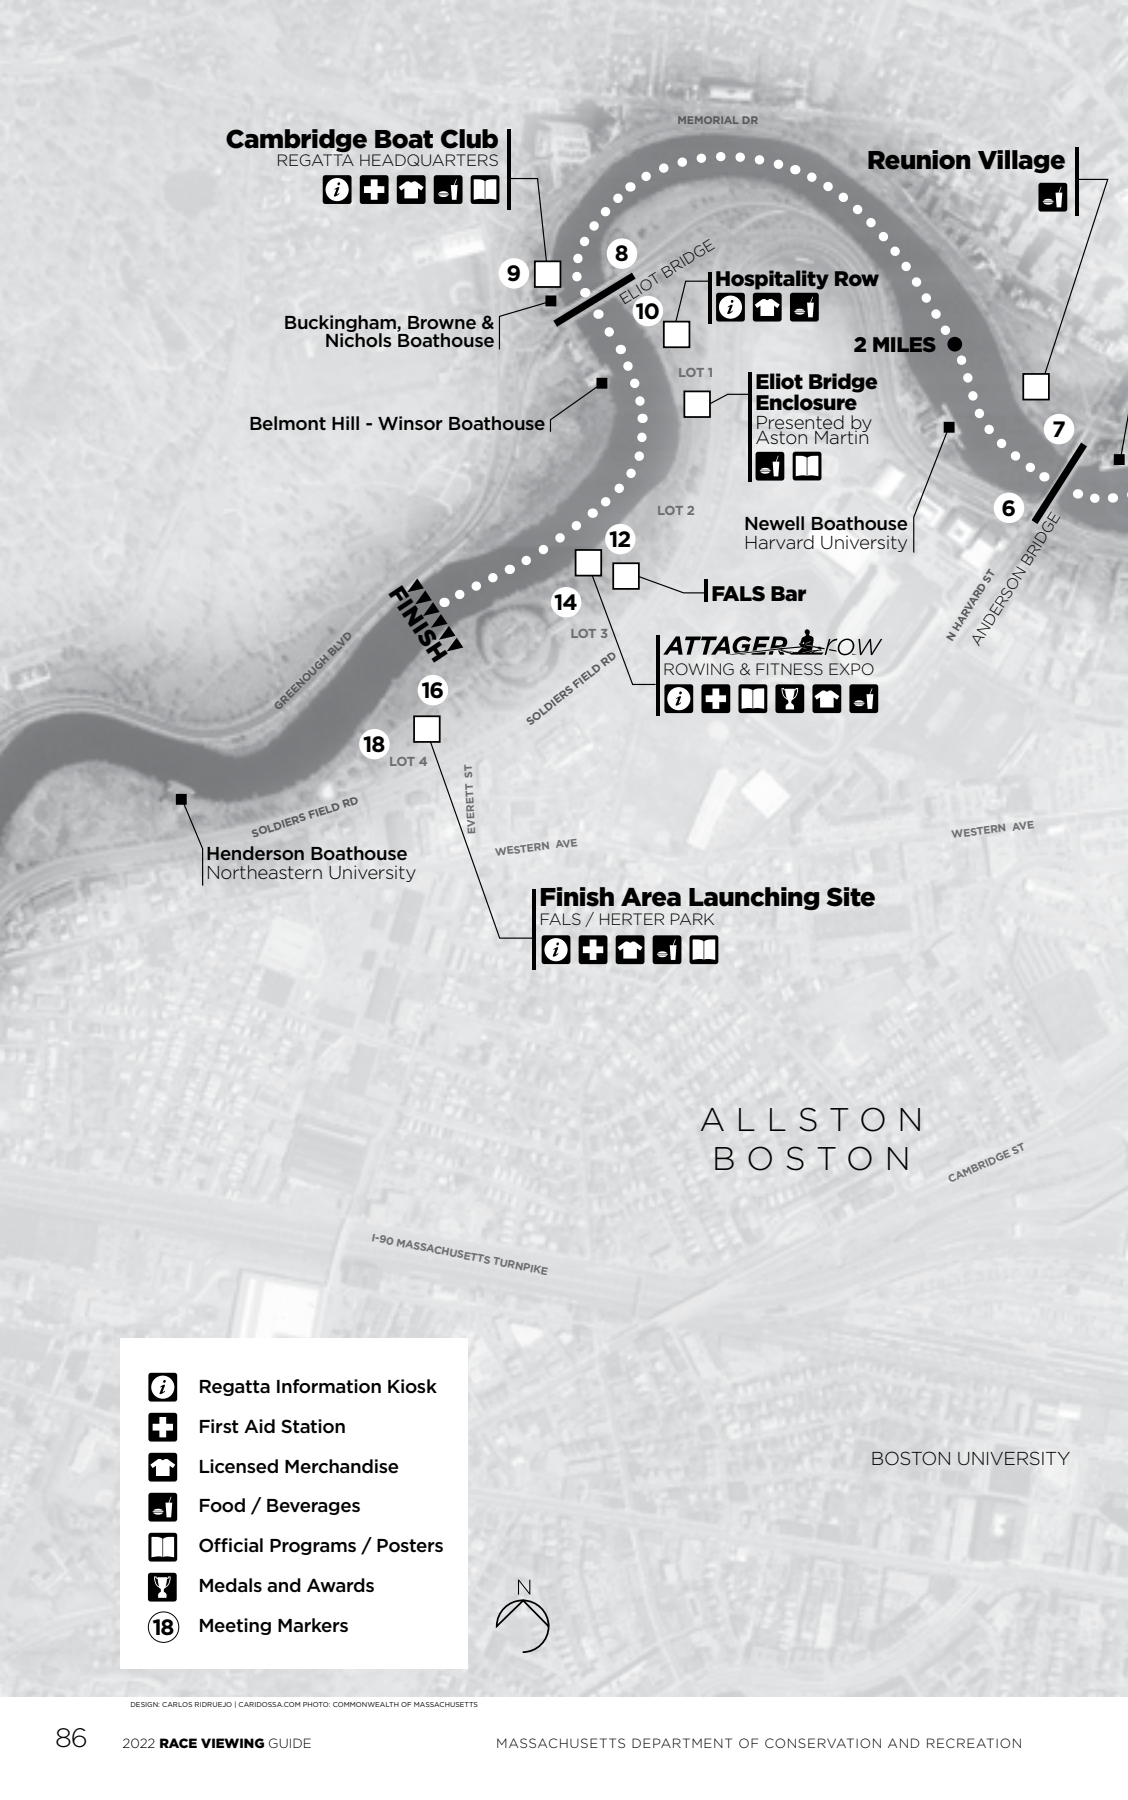 MEMORIAL DR
Cambridge Boat Club
REGATTA HEADQUARTERS
Reunion Village
8
ELIOT BRIDGE
9
10
Hospitality Row
Buckingham, Browne &
Nichols Boathouse
2 MILES
LOT 1
Eliot Bridge
Enclosure
Presented by
Aston Martin
Belmont Hill - Winsor Boathouse
7
6
LOT 2
Newell Boathouse
Harvard University
ANDERSON BRIDGE
N HARVARD ST
12
14
FALS Bar
FINISH
LOT 3
ATTAGER row
ROWING & FITNESS EXPO
GREENOUGH BLVD
SOLDIERS FIELD RD
16
18
LOT 4
EVERETT ST
SOLDIERS FIELD RD
WESTERN AVE
WESTERN AVE
Henderson Boathouse
Northeastern University
Finish Area Launching Site
FALS / HERTER PARK
ALLSTON
BOSTON
CAMBRIDGE ST
I-90 MASSACHUSETTS TURNPIKE
Regatta Information Kiosk
First Aid Station
Licensed Merchandise
Food / Beverages
Official Programs / Posters
Medals and Awards
18 Meeting Markers
BOSTON UNIVERSITY
N
DESIGN: CARLOS RIDRUEJO | CARIDOSSA.COM PHOTO: COMMONWEALTH OF MASSACHUSETTS
86 2022 RACE VIEWING GUIDE MASSACHUSETTS DEPARTMENT OF CONSERVATION AND RECREATION